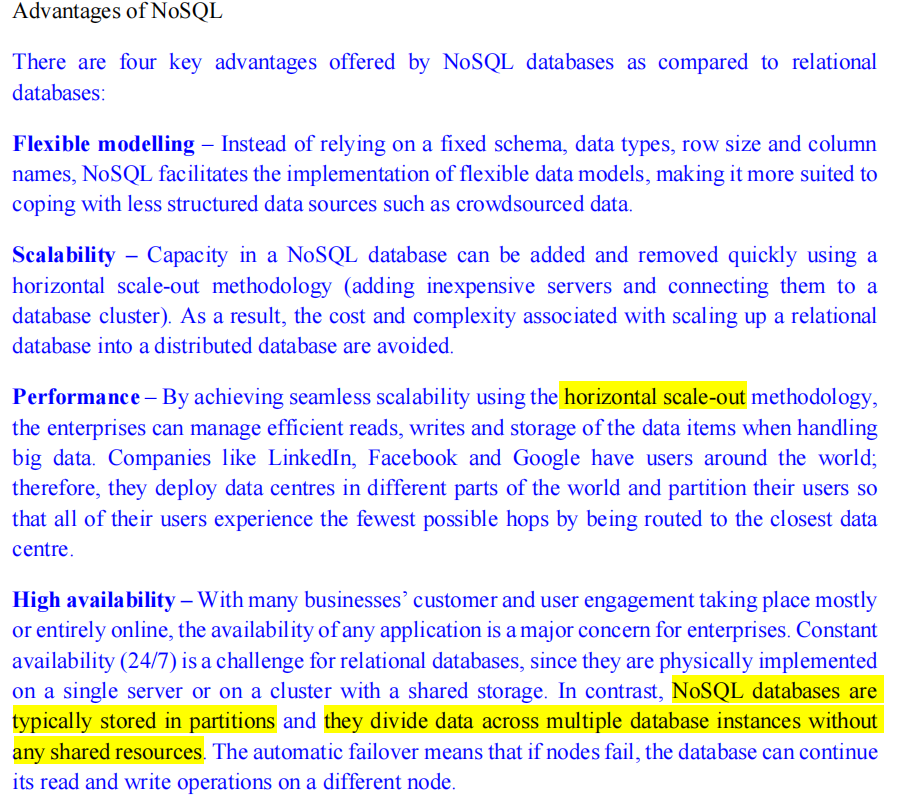 Advantages of NoSQL
There are four key advantages offered by NoSQL databases as compared to relational
databases:
Flexible modelling – Instead of relying on a fixed schema, data types, row size and column
names, NoSQL facilitates the implementation of flexible data models, making it more suited to
coping with less structured data sources such as crowdsourced data.
Scalability – Capacity in a NoSQL database can be added and removed quickly using a
horizontal scale-out methodology (adding inexpensive servers and connecting them to a
database cluster). As a result, the cost and complexity associated with scaling up a relational
database into a distributed database are avoided.
Performance – By achieving seamless scalability using the horizontal scale-out methodology,
the enterprises can manage efficient reads, writes and storage of the data items when handling
big data. Companies like LinkedIn, Facebook and Google have users around the world;
therefore, they deploy data centres in different parts of the world and partition their users so
that all of their users experience the fewest possible hops by being routed to the closest data
centre.
High availability – With many businesses’ customer and user engagement taking place mostly
or entirely online, the availability of any application is a major concern for enterprises. Constant
availability (24/7) is a challenge for relational databases, since they are physically implemented
on a single server or on a cluster with a shared storage. In contrast, NoSQL databases are
typically stored in partitions and they divide data across multiple database instances without
any shared resources. The automatic failover means that if nodes fail, the database can continue
its read and write operations on a different node.